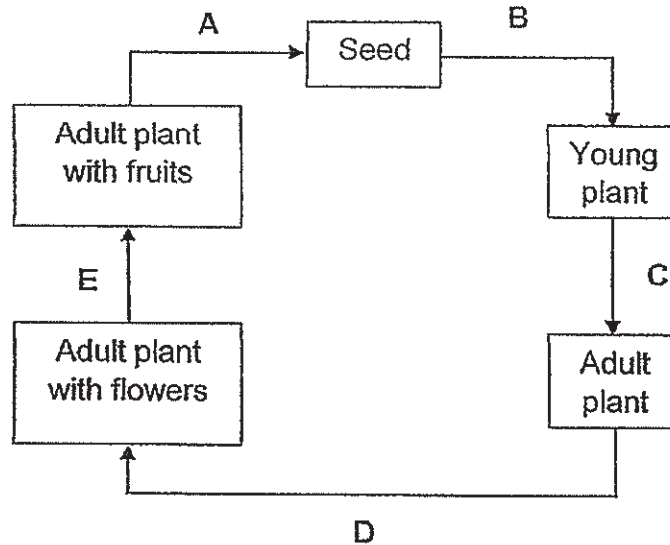 A
B
Seed
Adult plant
with fruits
Young
plant
E
C
Adult plant
with flowers
Adult
plant
D